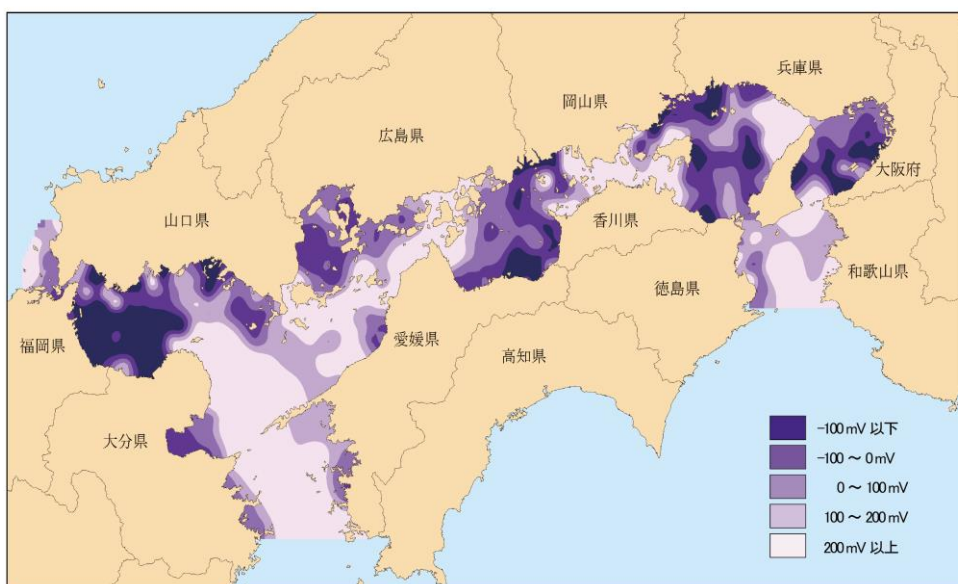 兵庫県
岡山県
広島県
大阪府
山口県
香川県
和歌山県
徳島県
福岡県
愛媛県
高知県
大分県
-100mV 以下
-100～0mV
0～100mV
100～200mV
200mV 以上